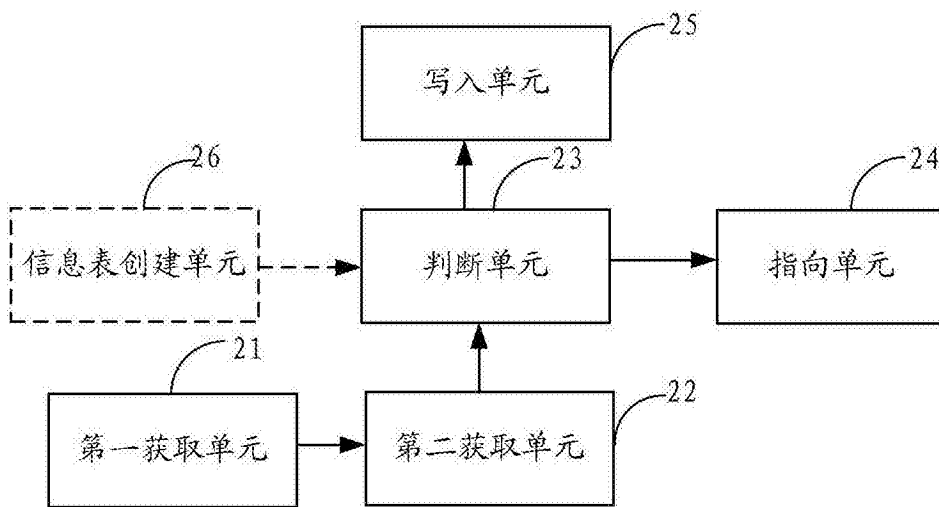 25
写入单元
26
23
24
信息表创建单元
判断单元
指向单元
21
22
第一获取单元
第二获取单元